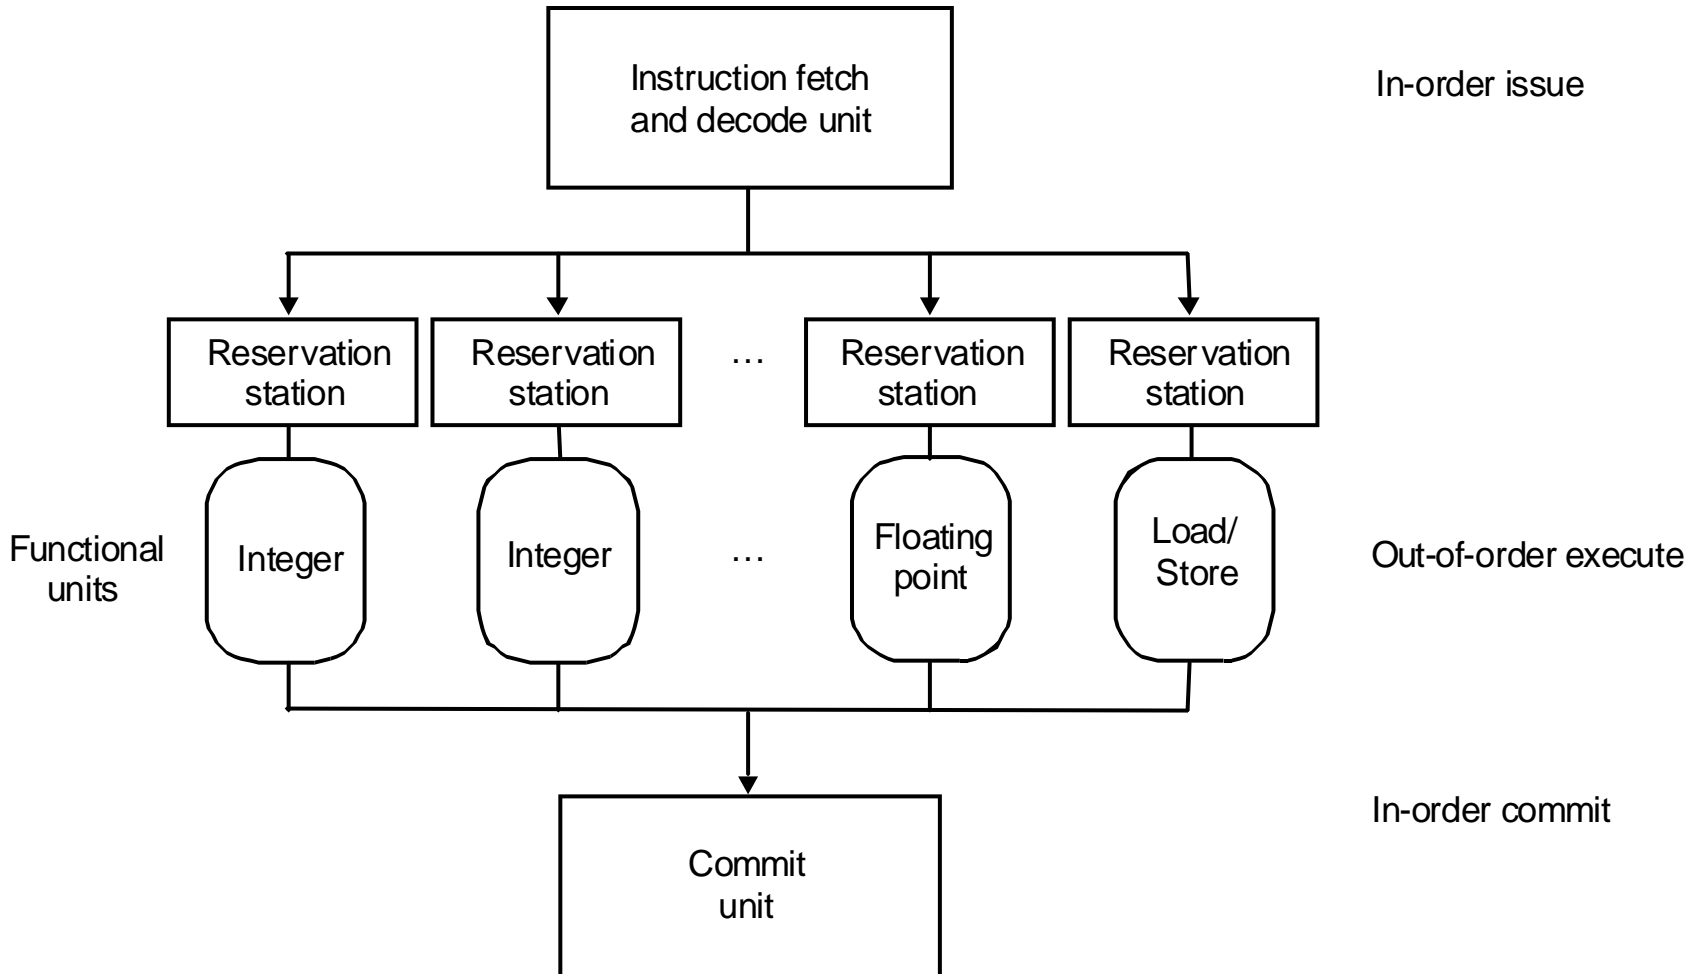 Instruction fetch
and decode unit
In-order issue
Reservation
station
Reservation
station
...
Reservation
station
Reservation
station
Functional
units
Integer
Integer
...
Floating
point
Load/
Store
Out-of-order execute
In-order commit
Commit
unit